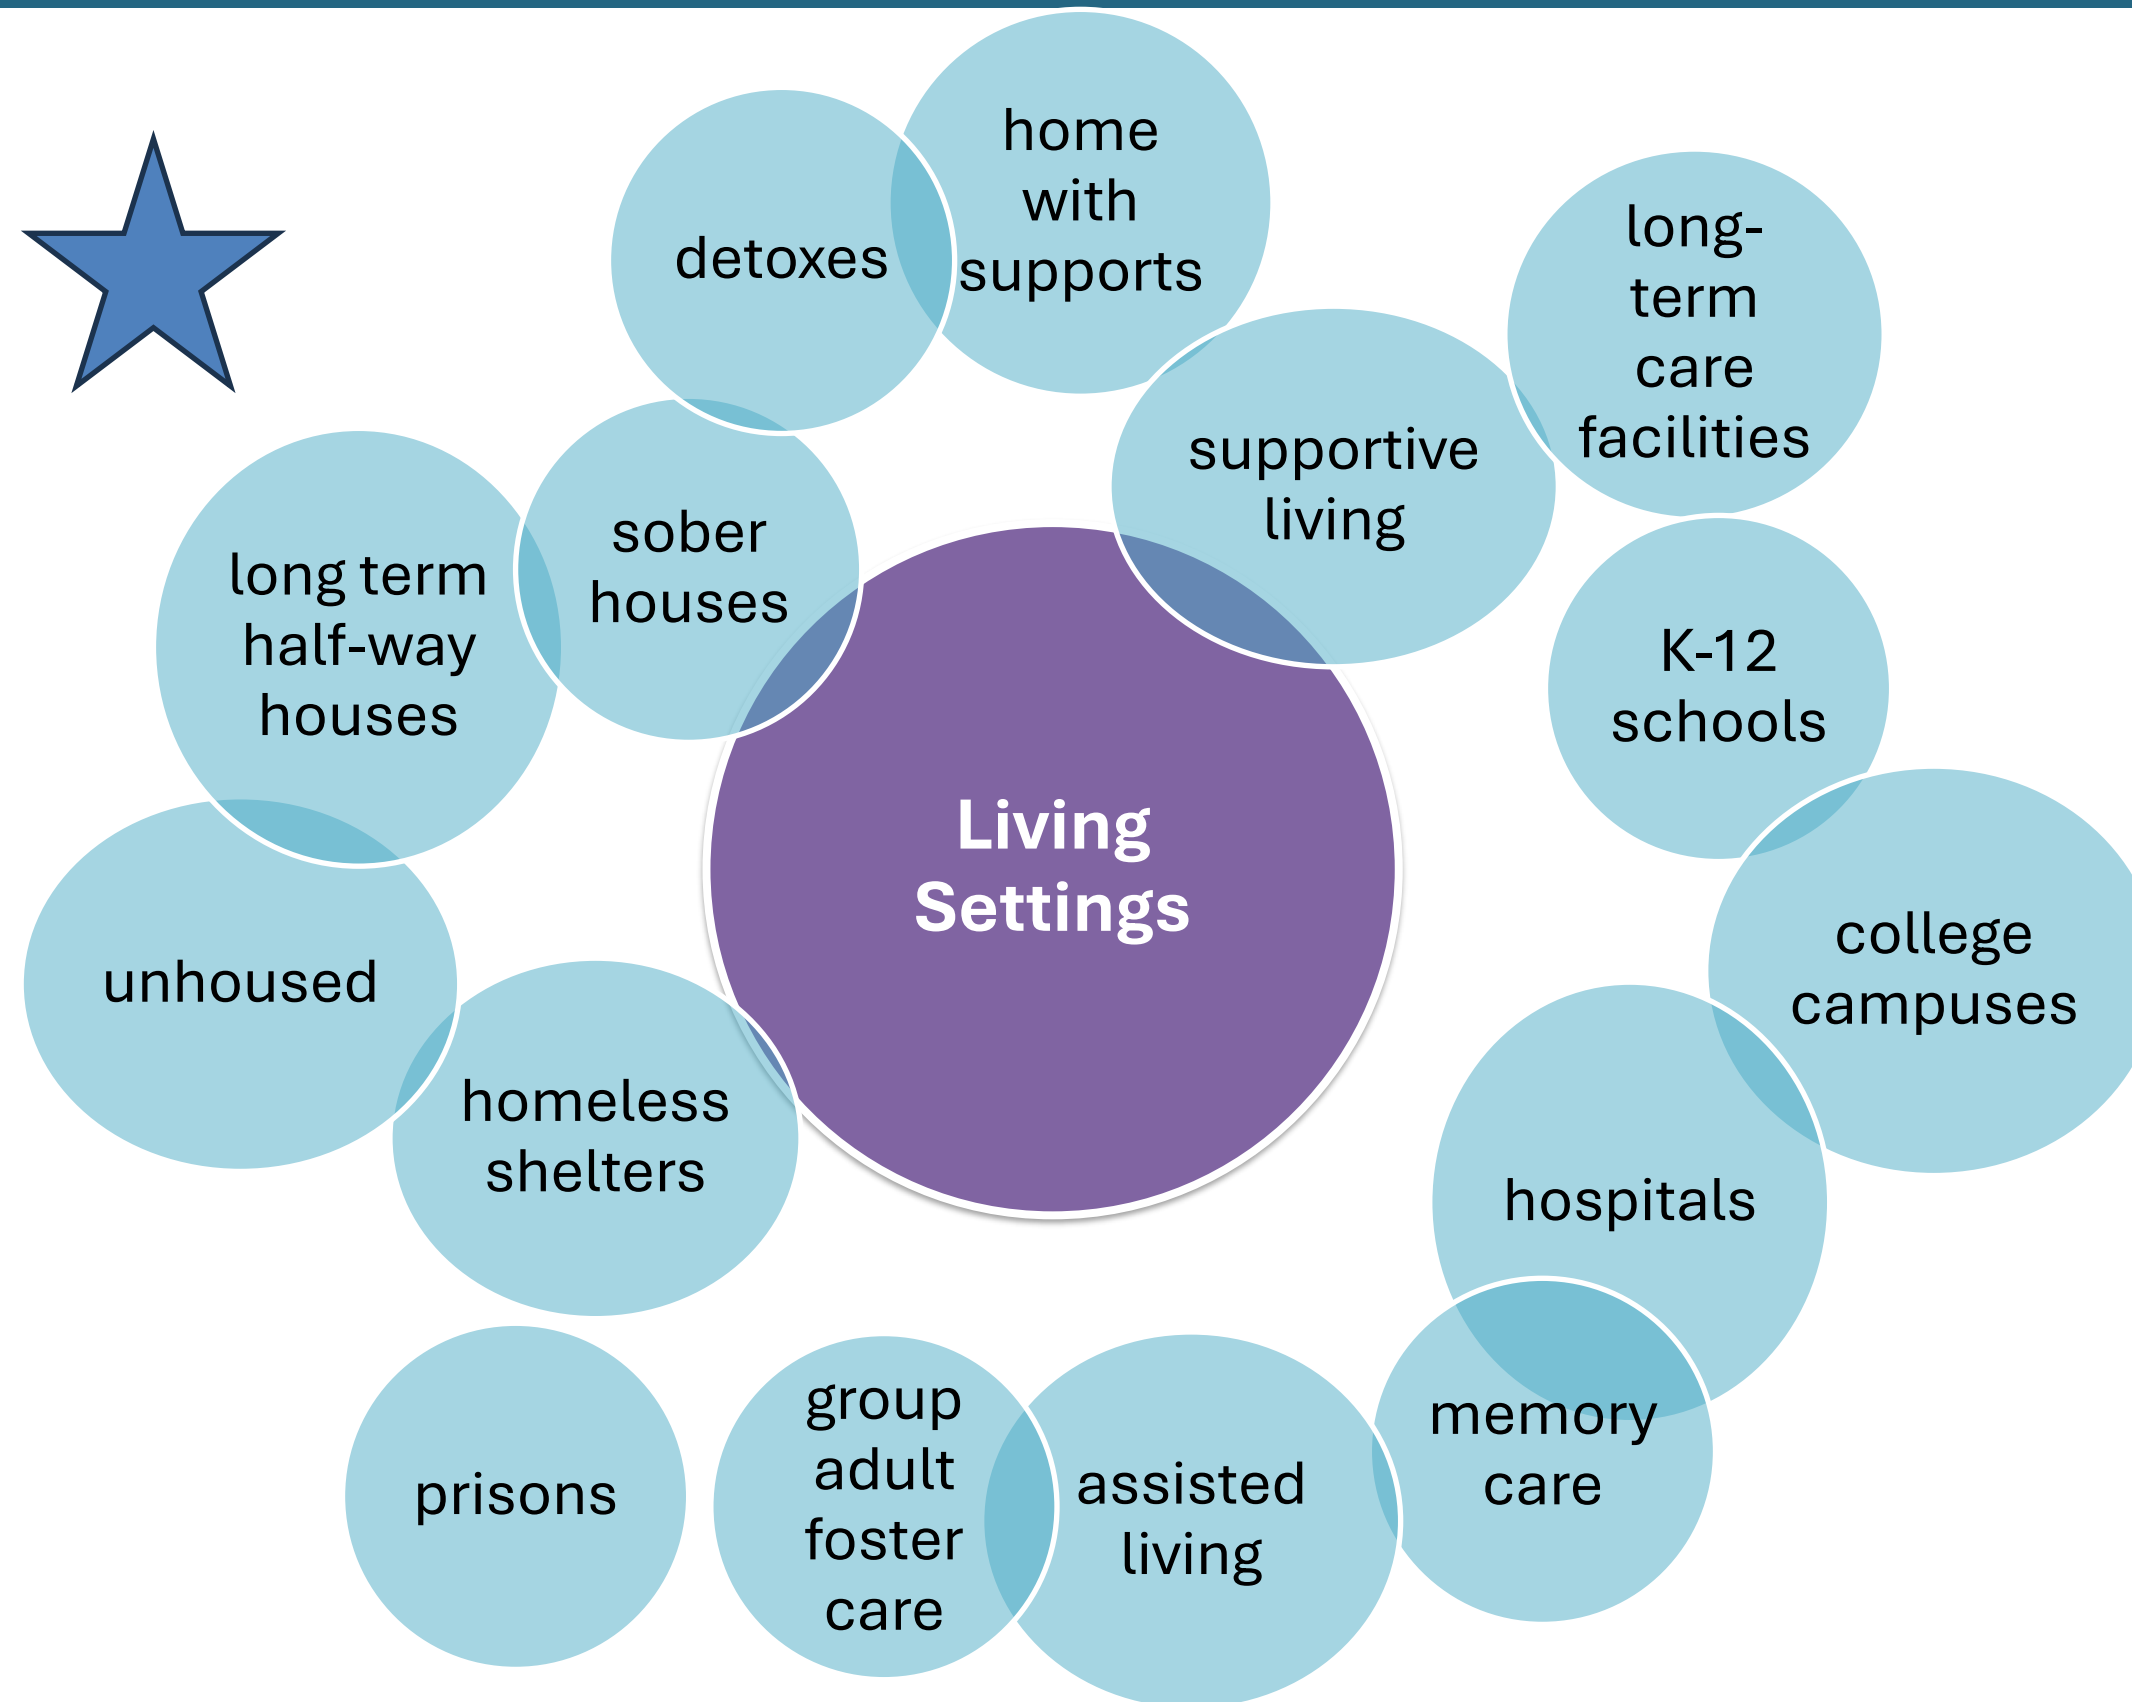 home
with
supports
detoxes
long-
term
care
facilities
supportive
living
sober
houses
long term
half-way
houses
K-12
schools
Living
Settings
college
campuses
unhoused
homeless
shelters
hospitals
memory
care
group
adult
foster
care
assisted
living
prisons